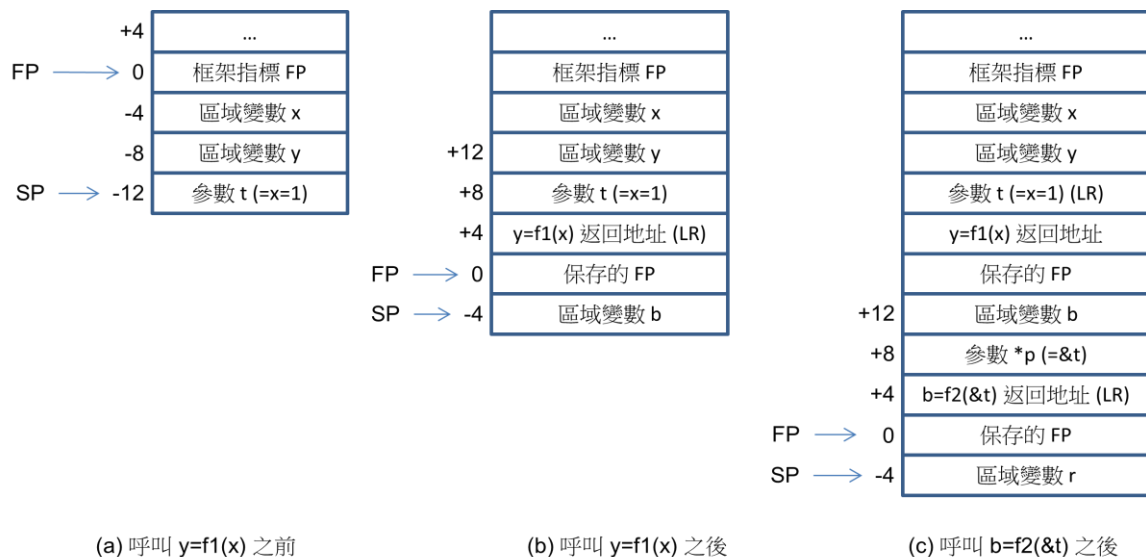 +4 …
FP 0 框架指標 FP
-4 區域變數 x
-8 區域變數 y
SP -12 參數 t (=x=1)
(a) 呼叫 y=f1(x) 之前
…
框架指標 FP
區域變數 x
+12 區域變數 y
+8 參數 t (=x=1)
+4 y=f1(x) 返回地址 (LR)
FP 0 保存的 FP
SP -4 區域變數 b
(b) 呼叫 y=f1(x) 之後
…
框架指標 FP
區域變數 x
區域變數 y
參數 t (=x=1) (LR)
y=f1(x) 返回地址
保存的 FP
+12 區域變數 b
+8 參數 *p (=&t)
+4 b=f2(&t) 返回地址 (LR)
FP 0 保存的 FP
SP -4 區域變數 r
(c) 呼叫 b=f2(&t) 之後